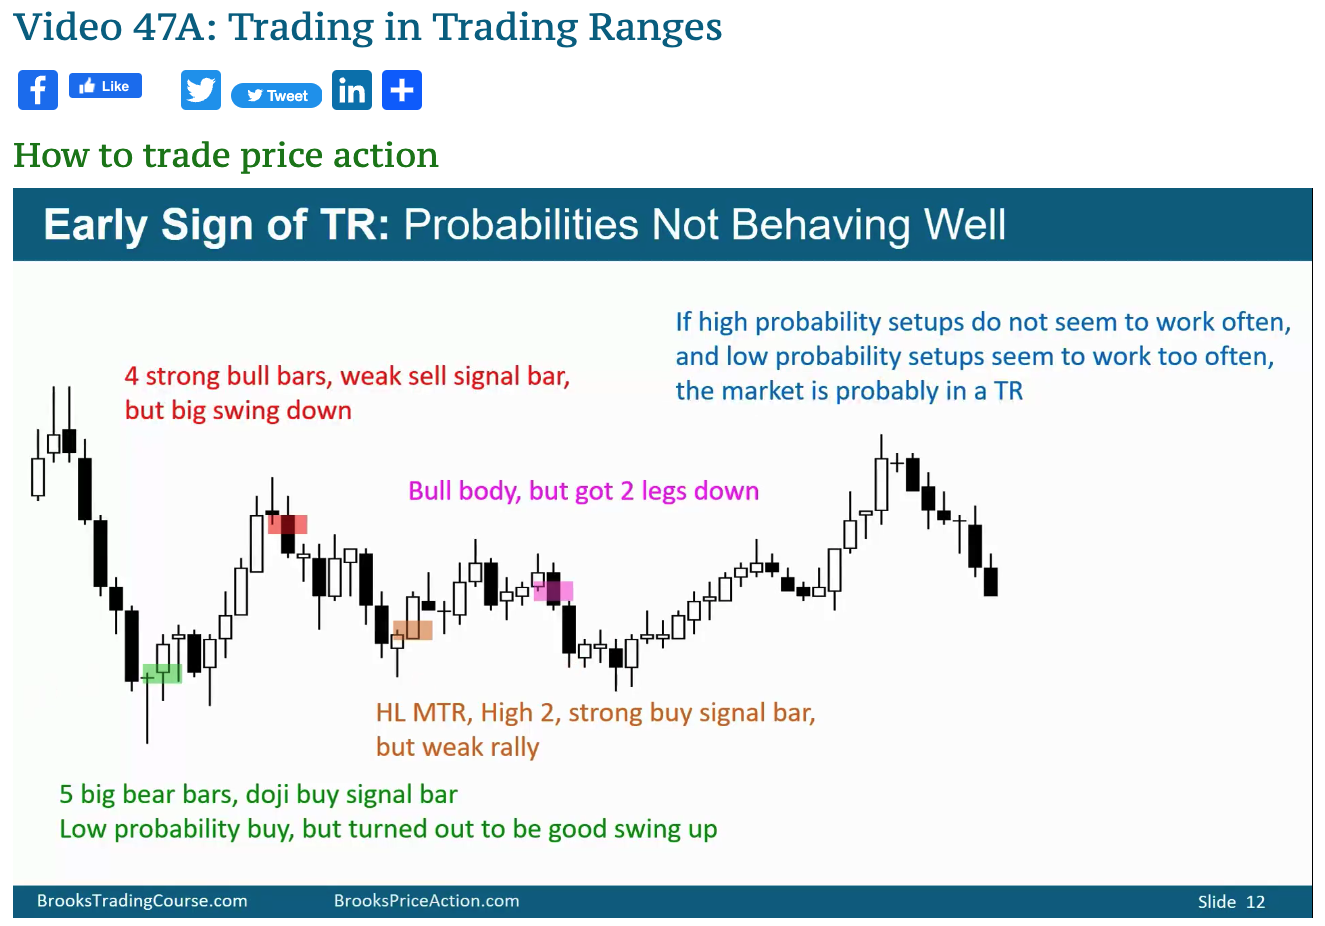 Video 47A: Trading in Trading Ranges
Like
Tweet
How to trade price action
Early Sign of TR: Probabilities Not Behaving Well
If high probability setups do not seem to work often,
and low probability setups seem to work too often,
the market is probably in a TR
4 strong bull bars, weak sell signal bar,
but big swing down
Bull body, but got 2 legs down
HL MTR, High 2, strong buy signal bar,
but weak rally
5 big bear bars, doji buy signal bar
Low probability buy, but turned out to be good swing up
BrooksTradingCourse.com
BrooksPriceAction.com
Slide 12